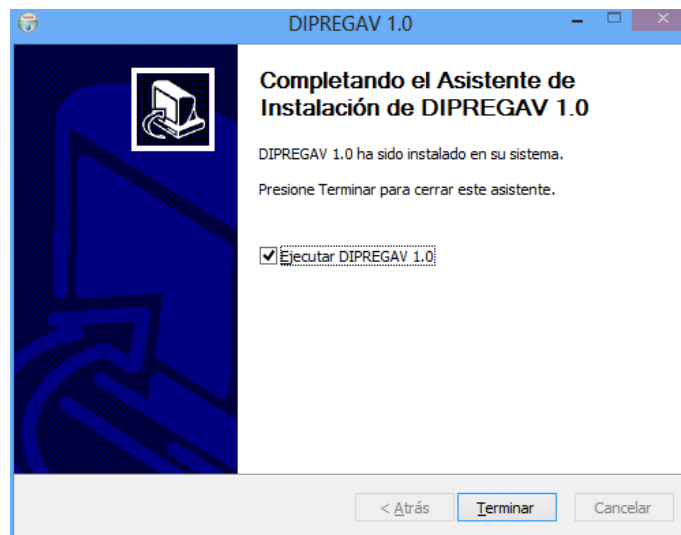 DIPREGAV 1.0
Completando el Asistente de
Instalación de DIPREGAV 1.0
DIPREGAV 1.0 ha sido instalado en su sistema.
Presione Terminar para cerrar este asistente.
Ejecutar DIPREGAV 1.0
< Atrás
Terminar
Cancelar